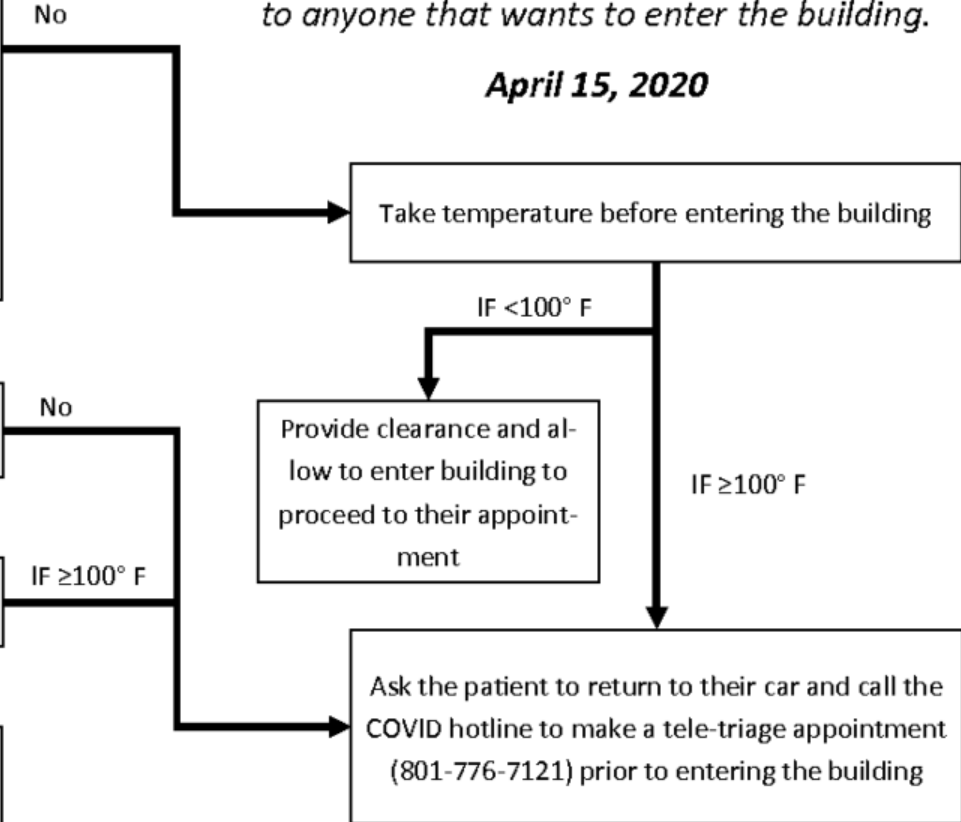 No
to anyone that wants to enter the building.
April 15, 2020
Take temperature before entering the building
IF <100° F
No
Provide clearance and al-
low to enter building to
proceed to their appoint-
ment
IF ≥100° F
IF ≥100° F
Ask the patient to return to their car and call the
COVID hotline to make a tele-triage appointment
(801-776-7121) prior to entering the building